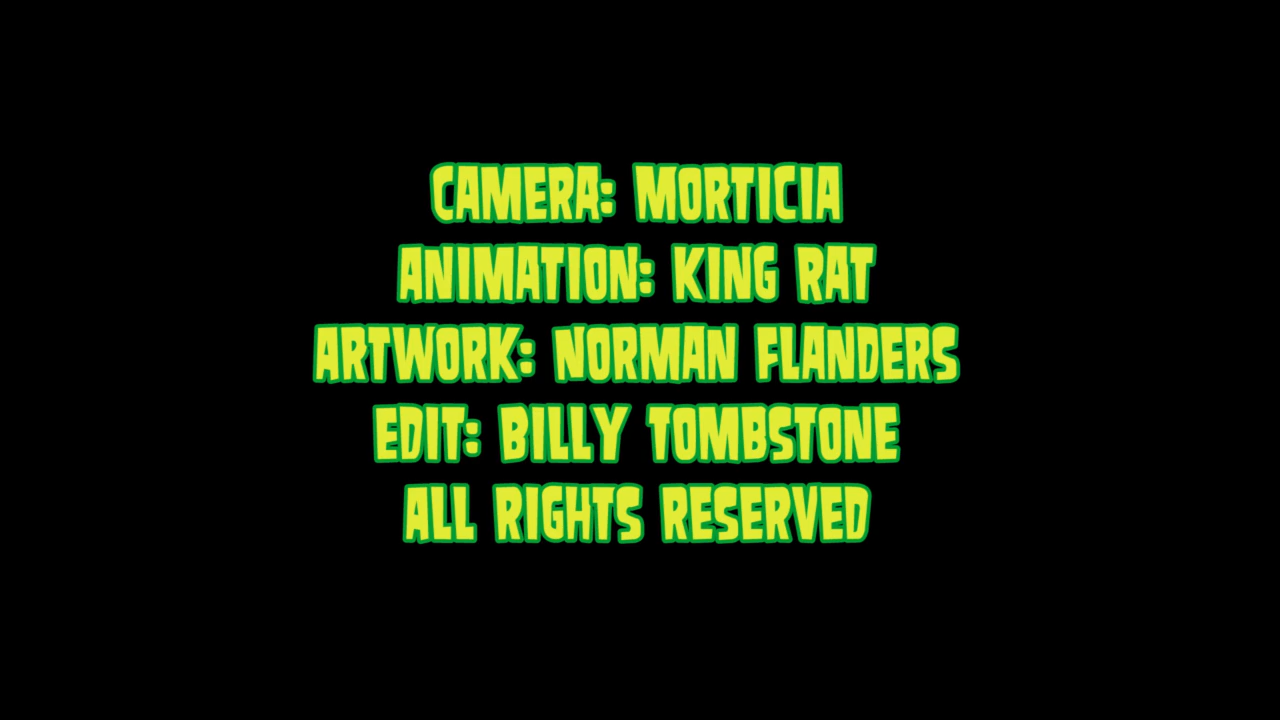 CAMERA: MORTICIA
ANIMATION: KING RAT
ARTWORK: NORMAN FLANDERS
EDIT: BILLY TOMBSTONE
ALL RIGHTS RESERVED